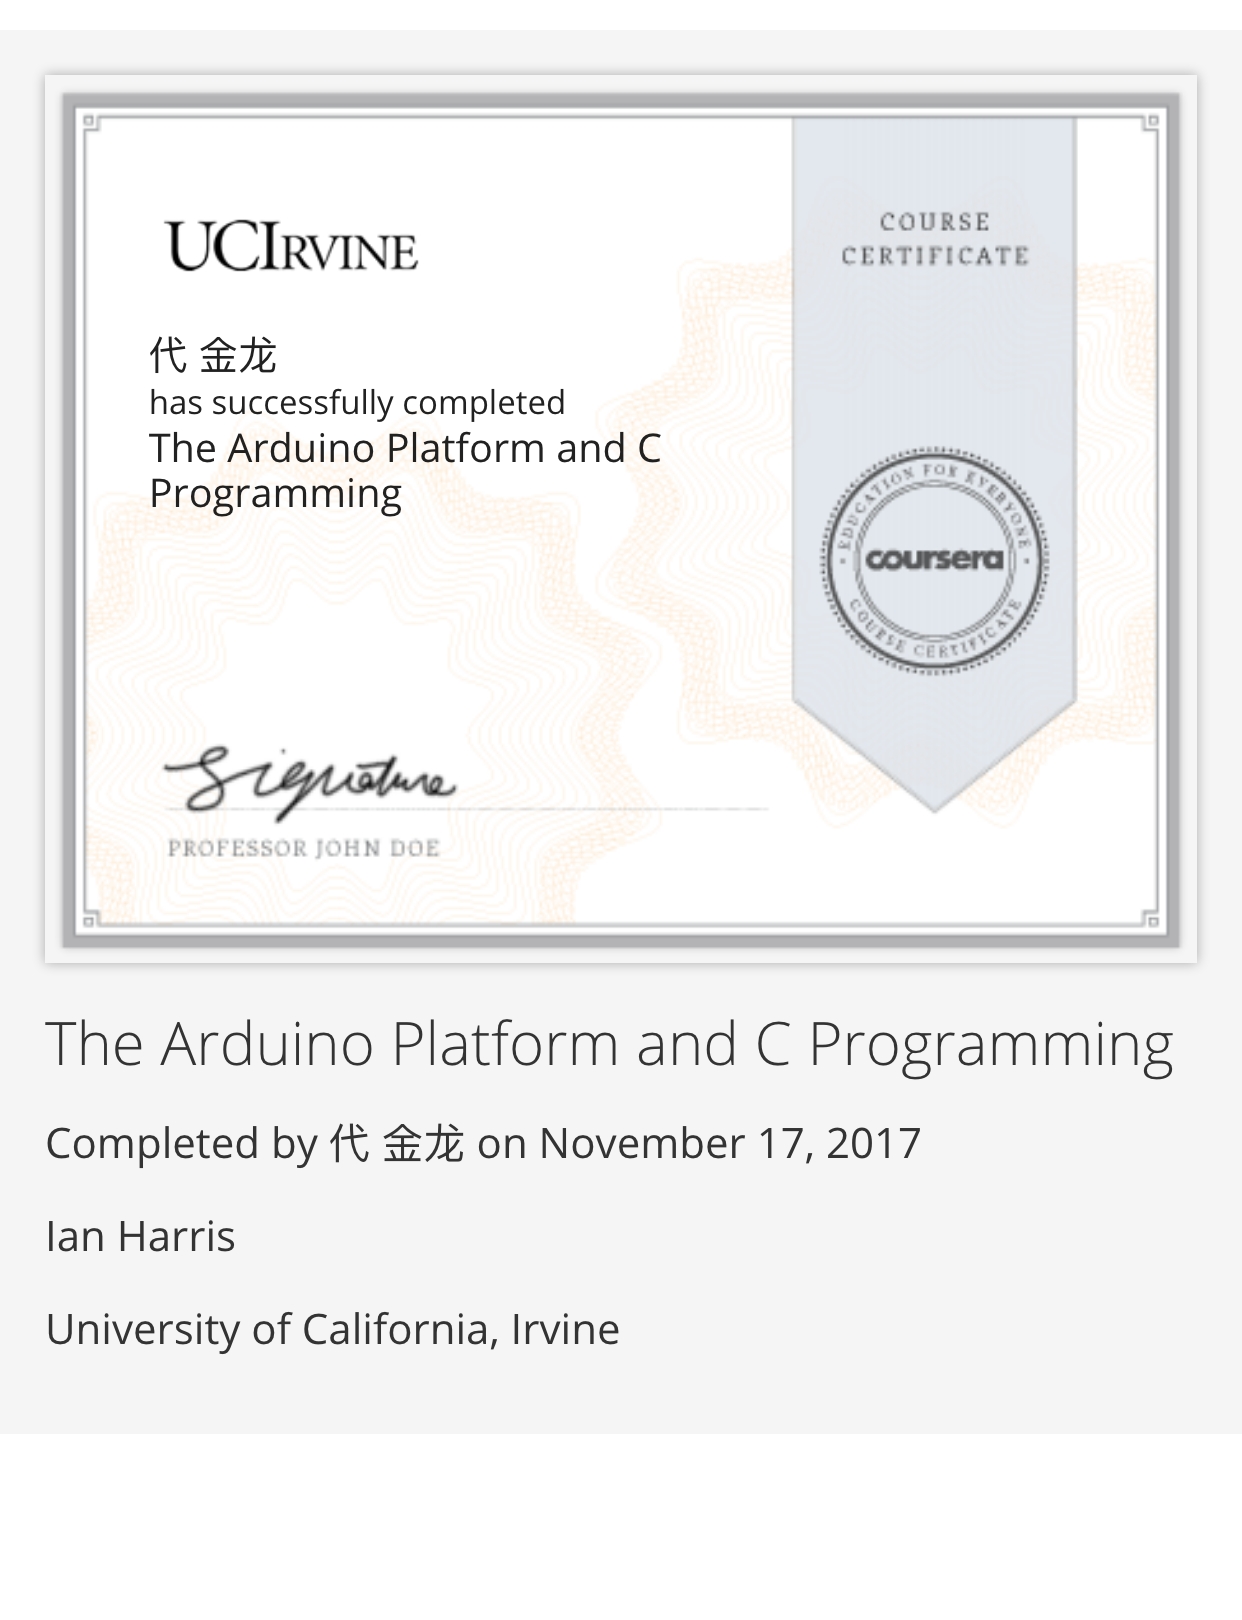 UCIRVINE
COURSE
CERTIFICATE
代 金龙
has successfully completed
The Arduino Platform and C
Programming
EDUCATION FOR EVERYONE
coursera
COURSE CERTIFICATE
Signature
PROFESSOR JOHN DOE
The Arduino Platform and C Programming
Completed by 代 金龙 on November 17, 2017
Ian Harris
University of California, Irvine